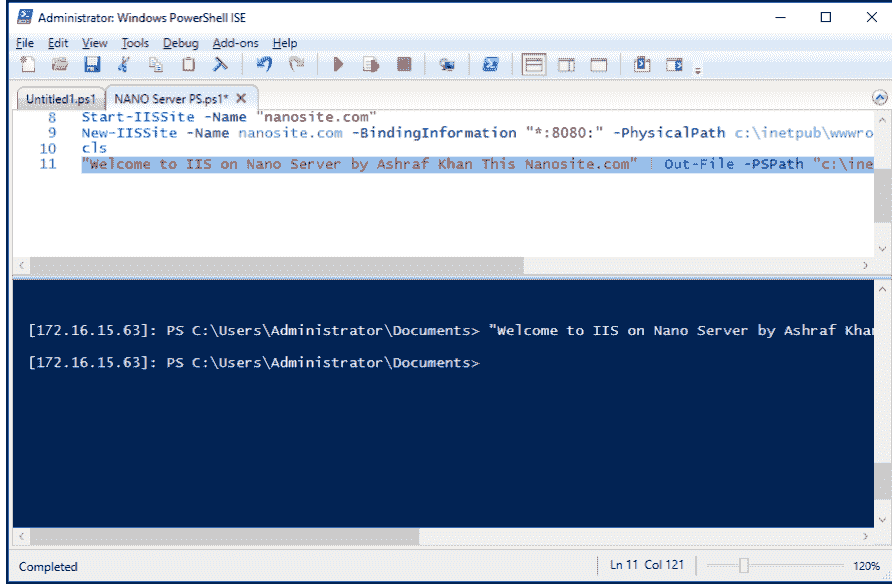 Administrator: Windows PowerShell ISE
File Edit View Tools Debug Add-ons Help
Untitled1.ps1 NANO Server PS.ps1* X
8 Start-IISSite -Name "nanosite.com"
9 New-IISSite -Name nanosite.com -BindingInformation "*:8080:" -PhysicalPath c:\inetpub\wwwro
10 cls
11 "Welcome to IIS on Nano Server by Ashraf Khan This Nanosite.com" | Out-File -PSPath "c:\ine
[172.16.15.63]: PS C:\Users\Administrator\Documents> "Welcome to IIS on Nano Server by Ashraf Khan
[172.16.15.63]: PS C:\Users\Administrator\Documents>
Completed Ln 11 Col 121 120%